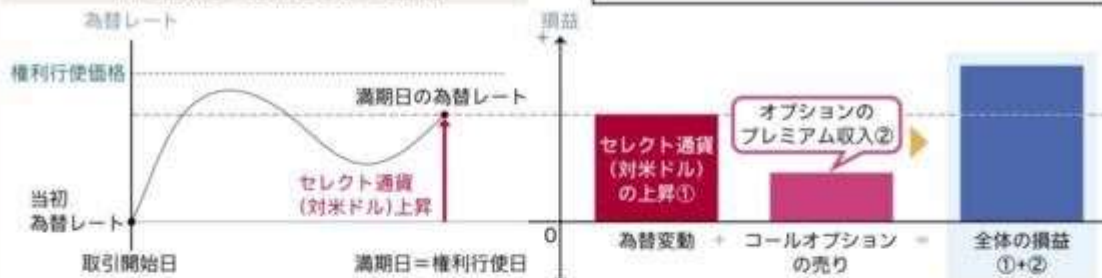 為替レート
権利行使価格
満期日の為替レート
セレクト通貨
(対米ドル)上昇
当初
為替レート
取引開始日
満期日=権利行使日
損益
+
セレクト通貨
(対米ドル)
の上昇①
オプションの
プレミアム収入②
0
為替変動 + コールオプション = 全体の損益
の売り ①+②